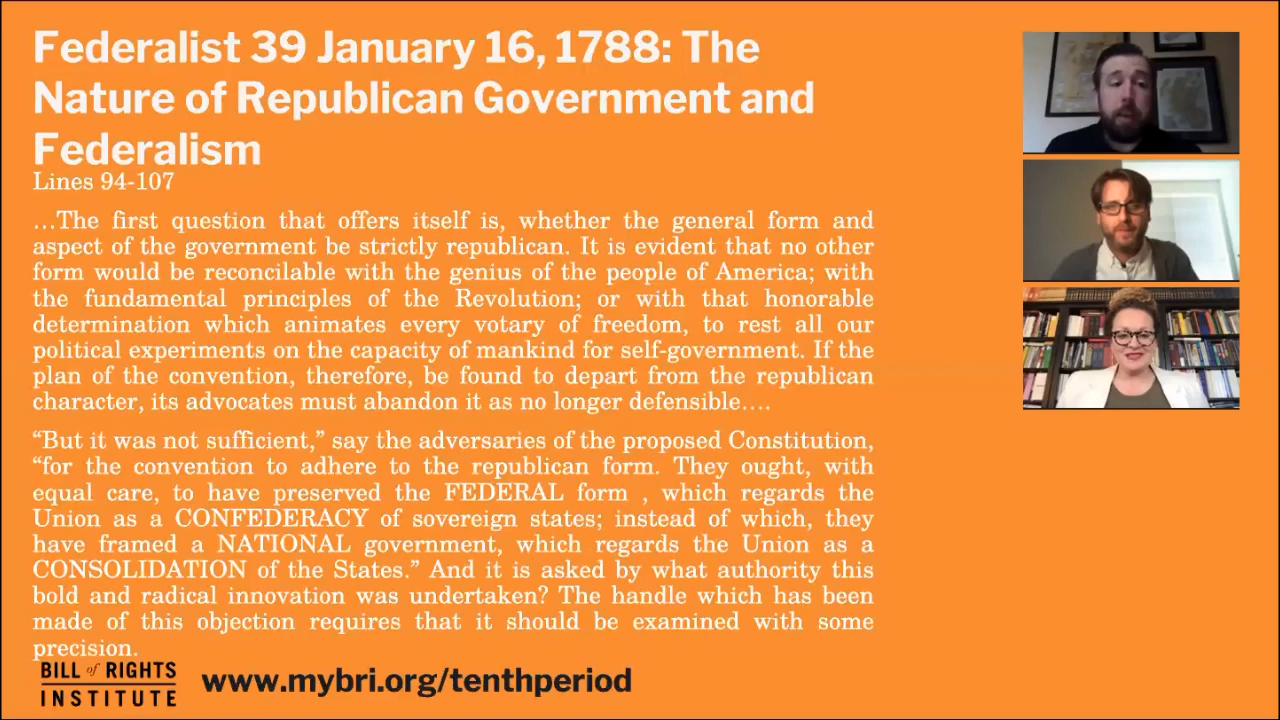 Federalist 39 January 16, 1788: The
Nature of Republican Government and
Federalism
Lines 94-107
…The first question that offers itself is, whether the general form and
aspect of the government be strictly republican. It is evident that no other
form would be reconcilable with the genius of the people of America; with
the fundamental principles of the Revolution; or with that honorable
determination which animates every votary of freedom, to rest all our
political experiments on the capacity of mankind for self-government. If the
plan of the convention, therefore, be found to depart from the republican
character, its advocates must abandon it as no longer defensible….
“But it was not sufficient,” say the adversaries of the proposed Constitution,
“for the convention to adhere to the republican form. They ought, with
equal care, to have preserved the FEDERAL form , which regards the
Union as a CONFEDERACY of sovereign states; instead of which, they
have framed a NATIONAL government, which regards the Union as a
CONSOLIDATION of the States.” And it is asked by what authority this
bold and radical innovation was undertaken? The handle which has been
made of this objection requires that it should be examined with some
precision.
BILL of RIGHTS
INSTITUTE
www.mybri.org/tenthperiod